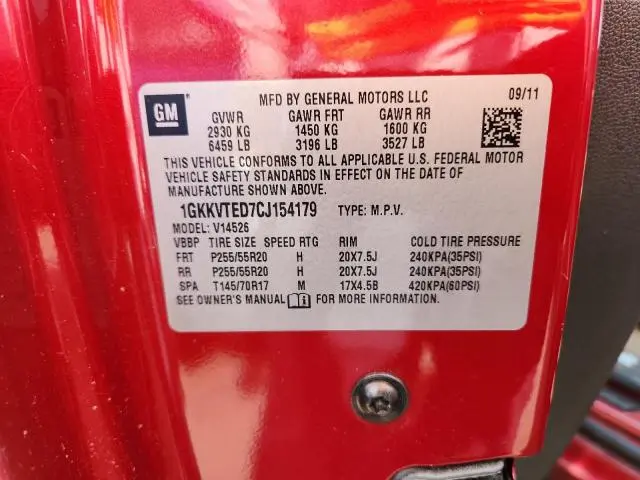 GM
MFD BY GENERAL MOTORS LLC 09/11
GVWR GAWR FRT GAWR RR
2930 KG 1450 KG 1600 KG
6459 LB 3196 LB 3527 LB
THIS VEHICLE CONFORMS TO ALL APPLICABLE U.S. FEDERAL MOTOR
VEHICLE SAFETY STANDARDS IN EFFECT ON THE DATE OF
MANUFACTURE SHOWN ABOVE.
1GKKVTED7CJ154179 TYPE: M.P.V.
MODEL: V14526
VBBP TIRE SIZE SPEED RTG RIM COLD TIRE PRESSURE
FRT P255/55R20 H 20X7.5J 240KPA(35PSI)
RR P255/55R20 H 20X7.5J 240KPA(35PSI)
SPA T145/70R17 M 17X4.5B 420KPA(60PSI)
SEE OWNER'S MANUAL FOR MORE INFORMATION.